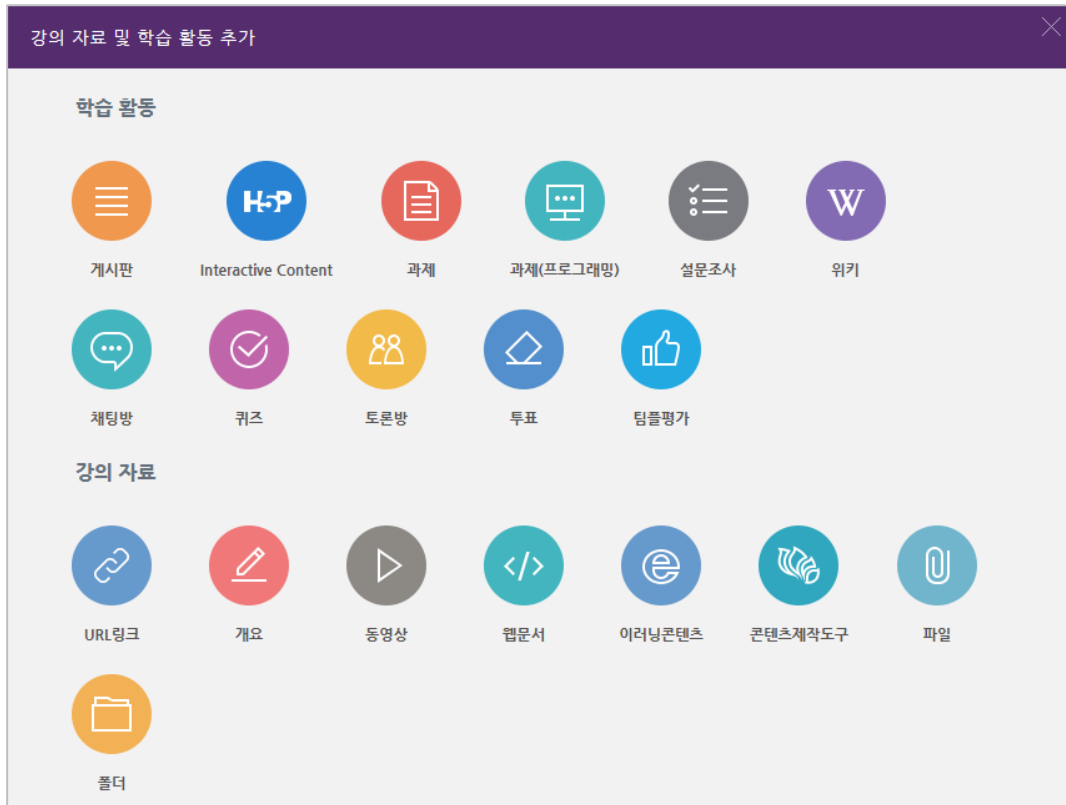 강의 자료 및 학습 활동 추가
학습 활동
H5P
W
게시판 Interactive Content 과제 과제(프로그래밍) 설문조사 위키
채팅방 퀴즈 토론방 투표 팀플평가
강의 자료
</> e
URL링크 개요 동영상 웹문서 이러닝콘텐츠 콘텐츠제작도구 파일
폴더